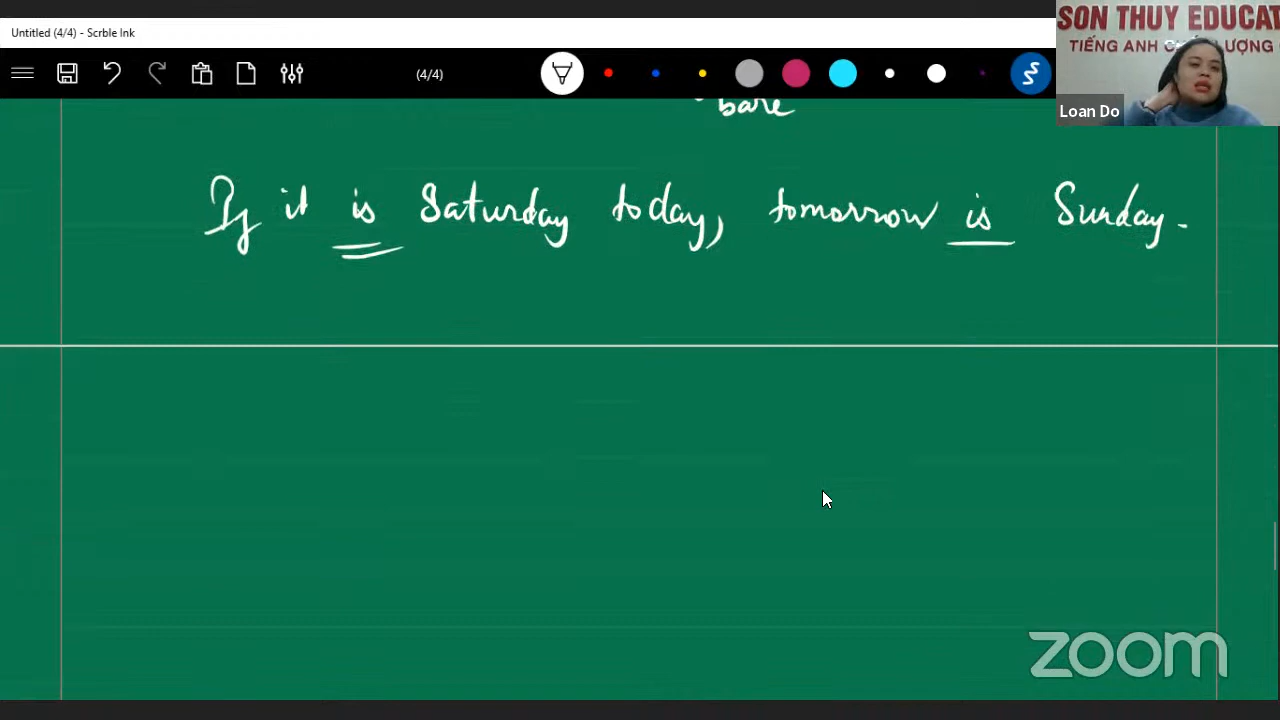 Untitled (4/4) - Scrble Ink
(4/4)
SON THUY EDUCAT
TIẾNG ANH LƯỢNG
Loan Do
bare
If it is Saturday today, tomorrow is Sunday.
zoom